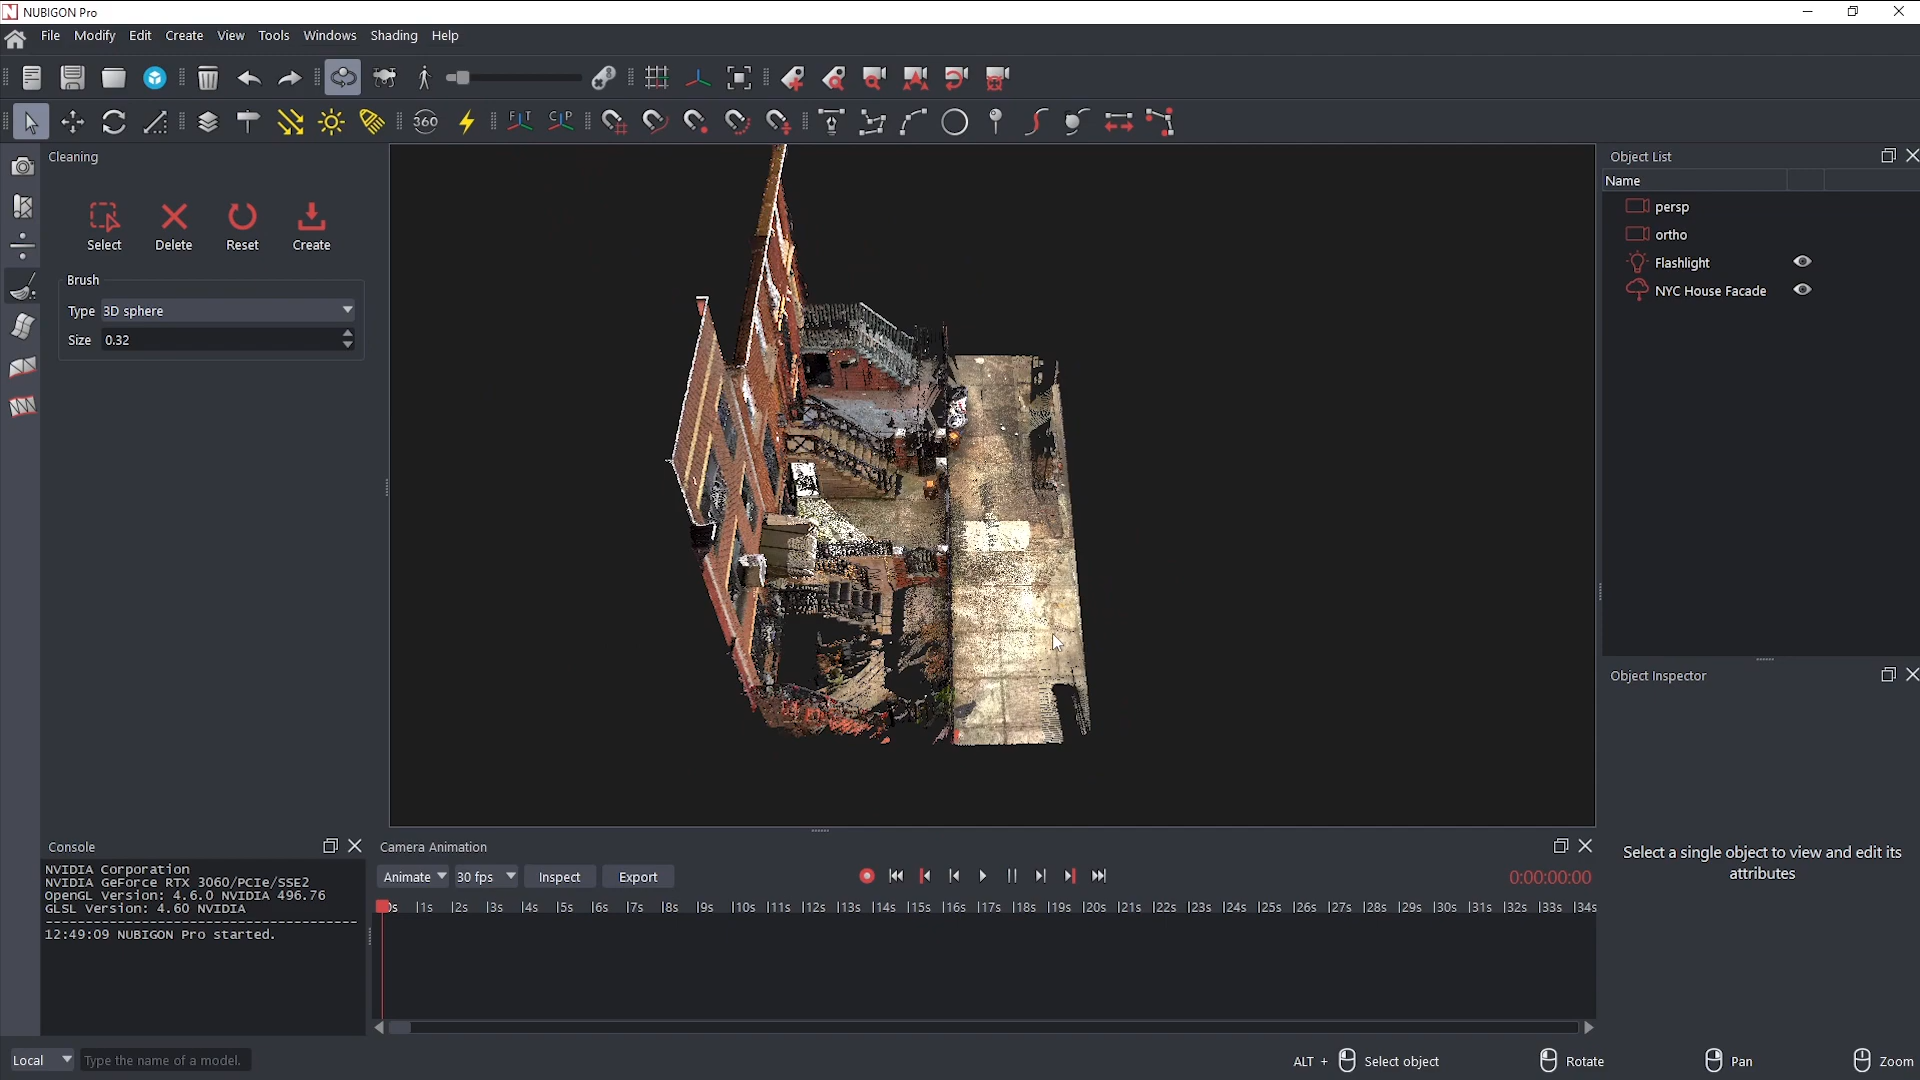 NUBIGON Pro
File Modify Edit Create View Tools Windows Shading Help
360 F|T C|P
Cleaning
Select Delete Reset Create
Brush
Type 3D sphere
Size 0.32
Object List
Name
persp
ortho
Flashlight
NYC House Facade
Object Inspector
Select a single object to view and edit its
attributes
Console
NVIDIA Corporation
NVIDIA GeForce RTX 3060/PCIe/SSE2
OpenGL Version: 4.6.0 NVIDIA 496.76
GLSL Version: 4.60 NVIDIA
----------------------------------------
12:49:09 NUBIGON Pro started.
Camera Animation
Animate 30 fps Inspect Export
0:00:00:00
|1s |2s |3s |4s |5s |6s |7s |8s |9s |10s |11s |12s |13s |14s |15s |16s |17s |18s |19s |20s |21s |22s |23s |24s |25s |26s |27s |28s |29s |30s |31s |32s |33s |34s
Local Type the name of a model.
ALT + Select object Rotate Pan Zoom